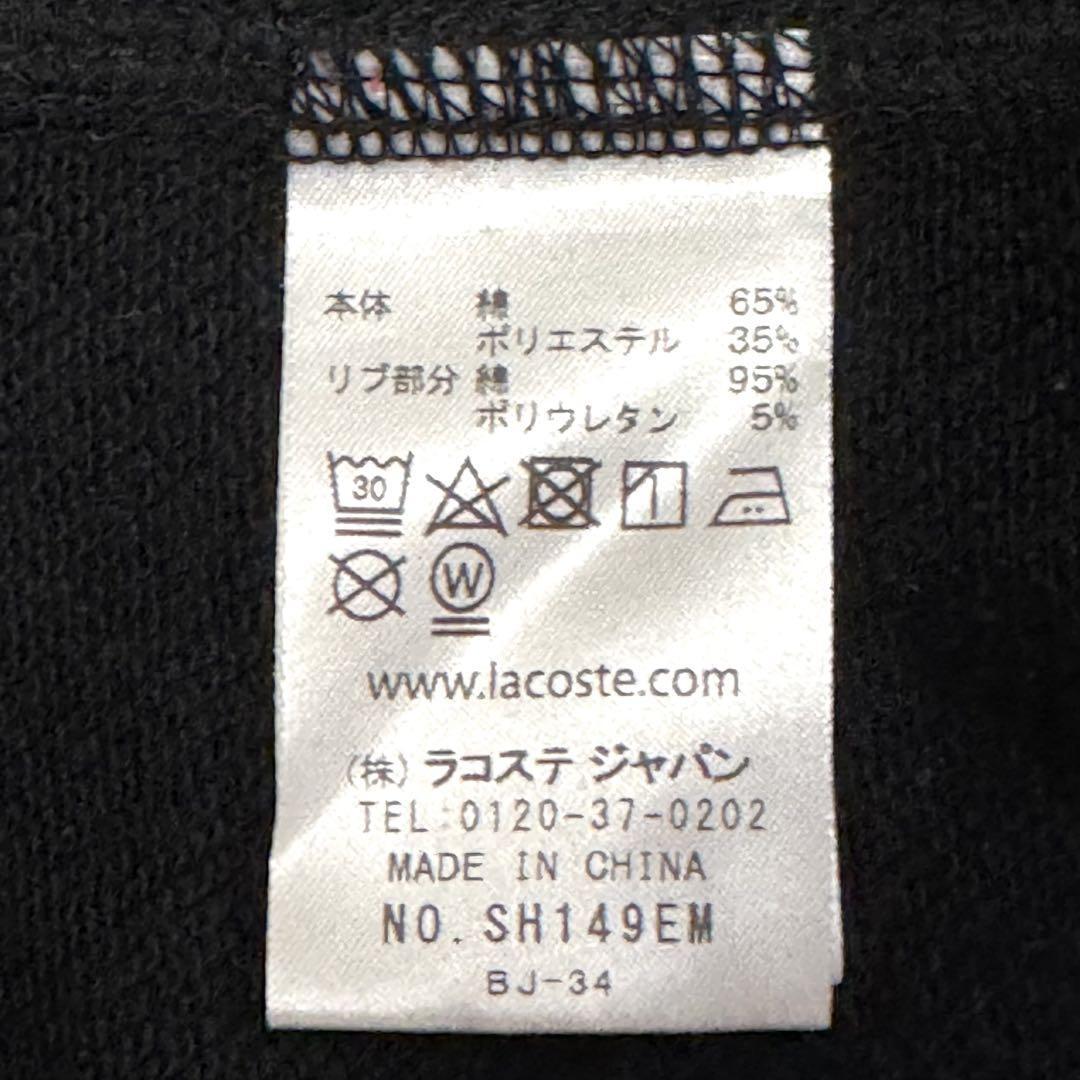 本体 綿 65%
ポリエステル 35%
リブ部分 綿 95%
ポリウレタン 5%
30
W
www.lacoste.com
(株) ラコステ ジャパン
TEL:0120-37-0202
MADE IN CHINA
NO. SH149EM
BJ-34